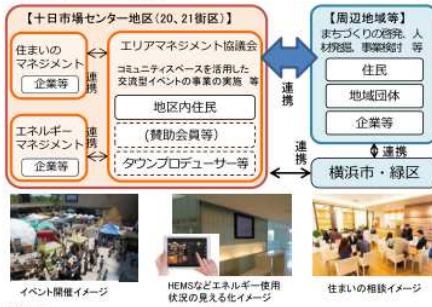 【十日市場センター地区(20、21街区)】
住まいの
マネジメント
企業等
連携
エネルギー
マネジメント
企業等
連携
エリアマネジメント協議会
コミュニティスペースを活用した
交流型イベントの事業の実施 等
地区内住民
(賛助会員等)
タウンプロデューサー等
連携
連携
【周辺地域等】
まちづくりの啓発、人
材発掘、事業検討 等
住民
地域団体
企業等
連携
横浜市・緑区
イベント開催イメージ
HEMSなどエネルギー使用
状況の見える化イメージ
住まいの相談イメージ